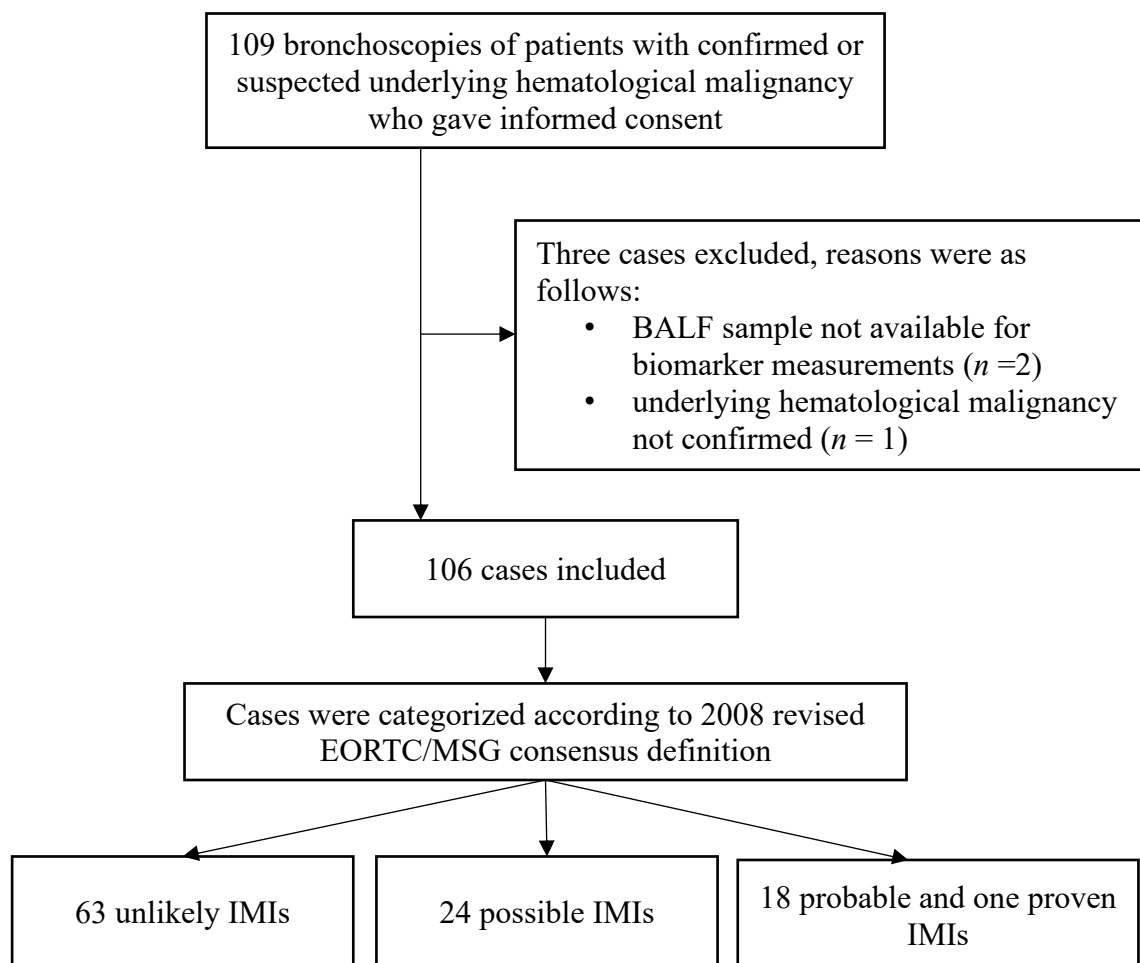 109 bronchoscopies of patients with confirmed or
suspected underlying hematological malignancy
who gave informed consent
Three cases excluded, reasons were as
follows:
• BALF sample not available for
biomarker measurements (n =2)
• underlying hematological malignancy
not confirmed (n = 1)
106 cases included
Cases were categorized according to 2008 revised
EORTC/MSG consensus definition
63 unlikely IMIs
24 possible IMIs
18 probable and one proven
IMIs